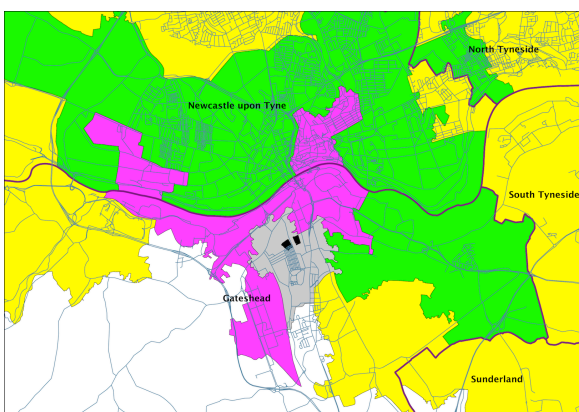 North Tyneside
Newcastle upon Tyne
South Tyneside
Gateshead
Sunderland